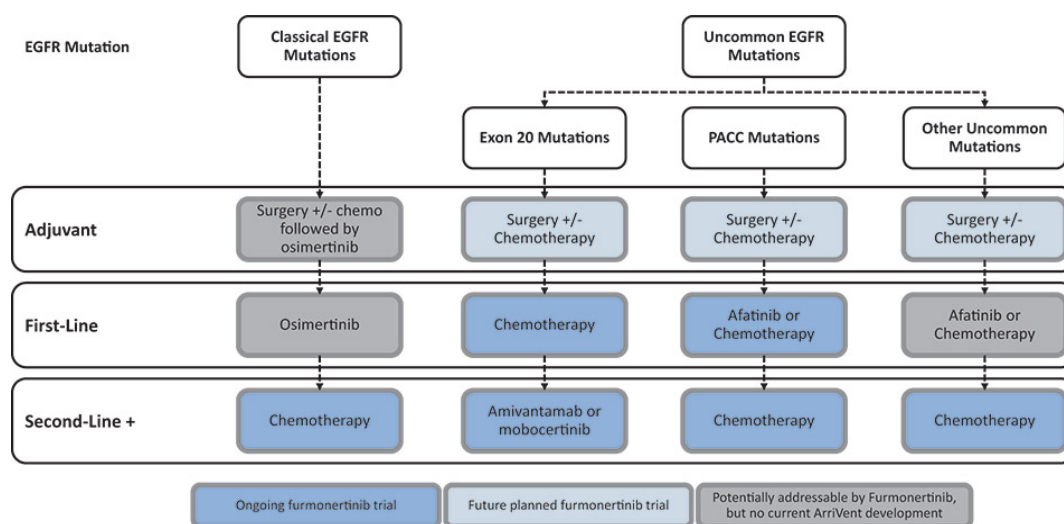 EGFR Mutation
Classical EGFR
Mutations
Uncommon EGFR
Mutations
Exon 20 Mutations
PACC Mutations
Other Uncommon
Mutations
Adjuvant
Surgery +/- chemo
followed by
osimertinib
Surgery +/-
Chemotherapy
Surgery +/-
Chemotherapy
Surgery +/-
Chemotherapy
First-Line
Osimertinib
Chemotherapy
Afatinib or
Chemotherapy
Afatinib or
Chemotherapy
Second-Line +
Chemotherapy
Amivantamab or
mobocertinib
Chemotherapy
Chemotherapy
Ongoing furmonertinib trial
Future planned furmonertinib trial
Potentially addressable by Furmonertinib,
but no current ArriVent development